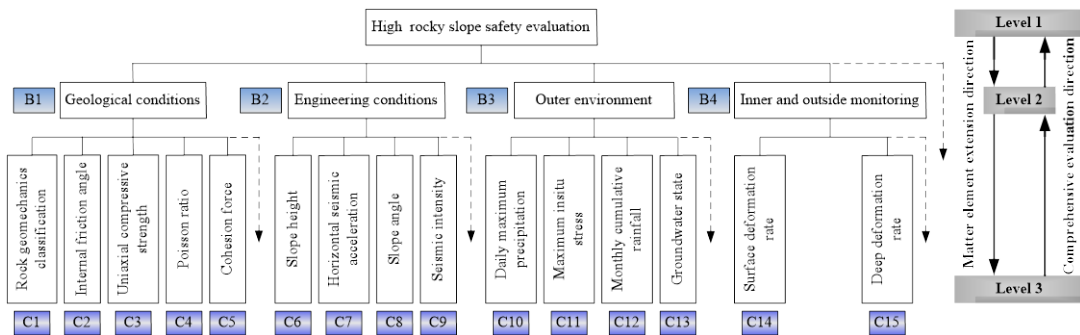 High rocky slope safety evaluation
B1
Geological conditions
B2
Engineering conditions
B3
Outer environment
B4
Inner and outside monitoring
Rock geomechanics
classification
Internal friction angle
Uniaxial compressive
strength
Poisson ratio
Cohesion force
Slope height
Horizontal seismic
acceleration
Slope angle
Seismic intensity
Daily maximum
precipitation
Maximum insitu
stress
Monthly cumulative
rainfall
Groundwater state
Surface deformation
rate
Deep deformation
rate
C1
C2
C3
C4
C5
C6
C7
C8
C9
C10
C11
C12
C13
C14
C15
Level 1
Matter element extension direction
Level 2
Comprehensive evaluation direction
Level 3